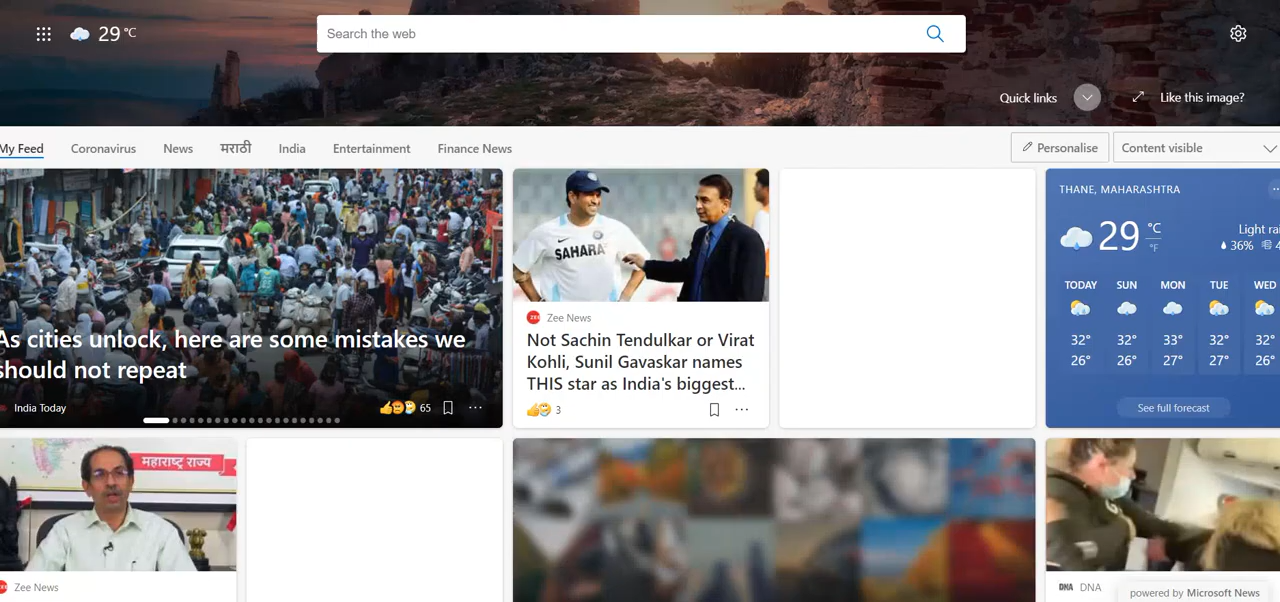 29 °C
Search the web
Quick links
Like this image?
My Feed
Coronavirus
News
मराठी
India
Entertainment
Finance News
Personalise
Content visible
As cities unlock, here are some mistakes we
should not repeat
India Today
65
SAHARA
Zee News
Not Sachin Tendulkar or Virat
Kohli, Sunil Gavaskar names
THIS star as India's biggest...
3
THANE, MAHARASHTRA
29 °C
°F
Light rai
36% 4
TODAY SUN MON TUE WED
32° 32° 33° 32° 32°
26° 26° 27° 27° 26°
See full forecast
महाराष्ट्र राज्य
Zee News
DNA DNA
powered by Microsoft News